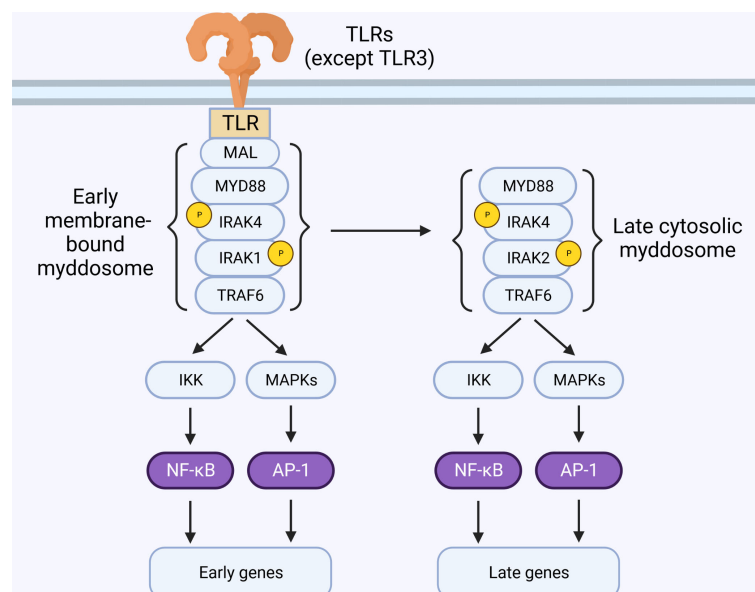 TLRs
(except TLR3)
TLR
MAL
MYD88
P
IRAK4
IRAK1
P
TRAF6
Early
membrane-
bound
myddosome
MYD88
P
IRAK4
IRAK2
P
TRAF6
Late cytosolic
myddosome
IKK
MAPKs
IKK
MAPKs
NF-κB
AP-1
NF-κB
AP-1
Early genes
Late genes